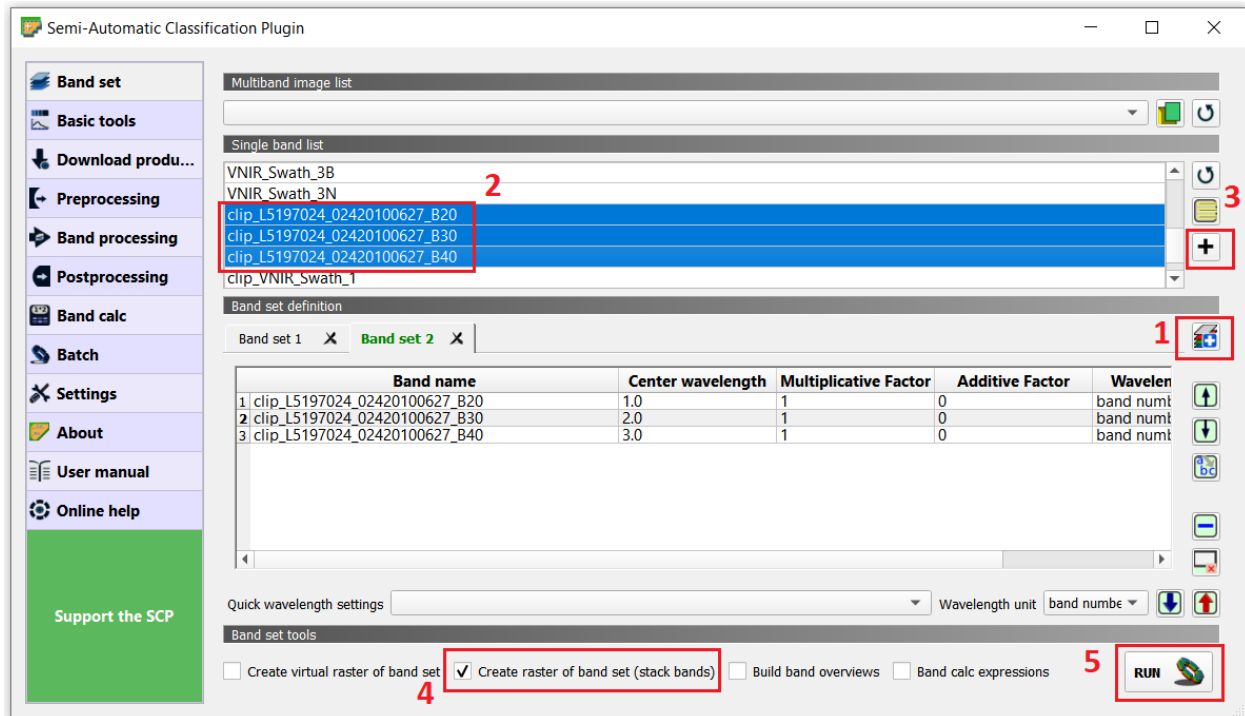 Semi-Automatic Classification Plugin
Band set
Basic tools
Download produ...
Preprocessing
Band processing
Postprocessing
Band calc
Batch
Settings
About
User manual
Online help
Support the SCP
Multiband image list
Single band list
VNIR_Swath_3B
VNIR_Swath_3N
2
clip_L5197024_02420100627_B20
clip_L5197024_02420100627_B30
clip_L5197024_02420100627_B40
clip_VNIR_Swath_1
3
+
Band set definition
Band set 1 X Band set 2 X
1
Band name Center wavelength Multiplicative Factor Additive Factor Wavelen
1 clip_L5197024_02420100627_B20 1.0 1 0 band numb
2 clip_L5197024_02420100627_B30 2.0 1 0 band numb
3 clip_L5197024_02420100627_B40 3.0 1 0 band numb
a bc
Quick wavelength settings Wavelength unit band numbe
Band set tools
Create virtual raster of band set Create raster of band set (stack bands) Build band overviews Band calc expressions
4
5
RUN